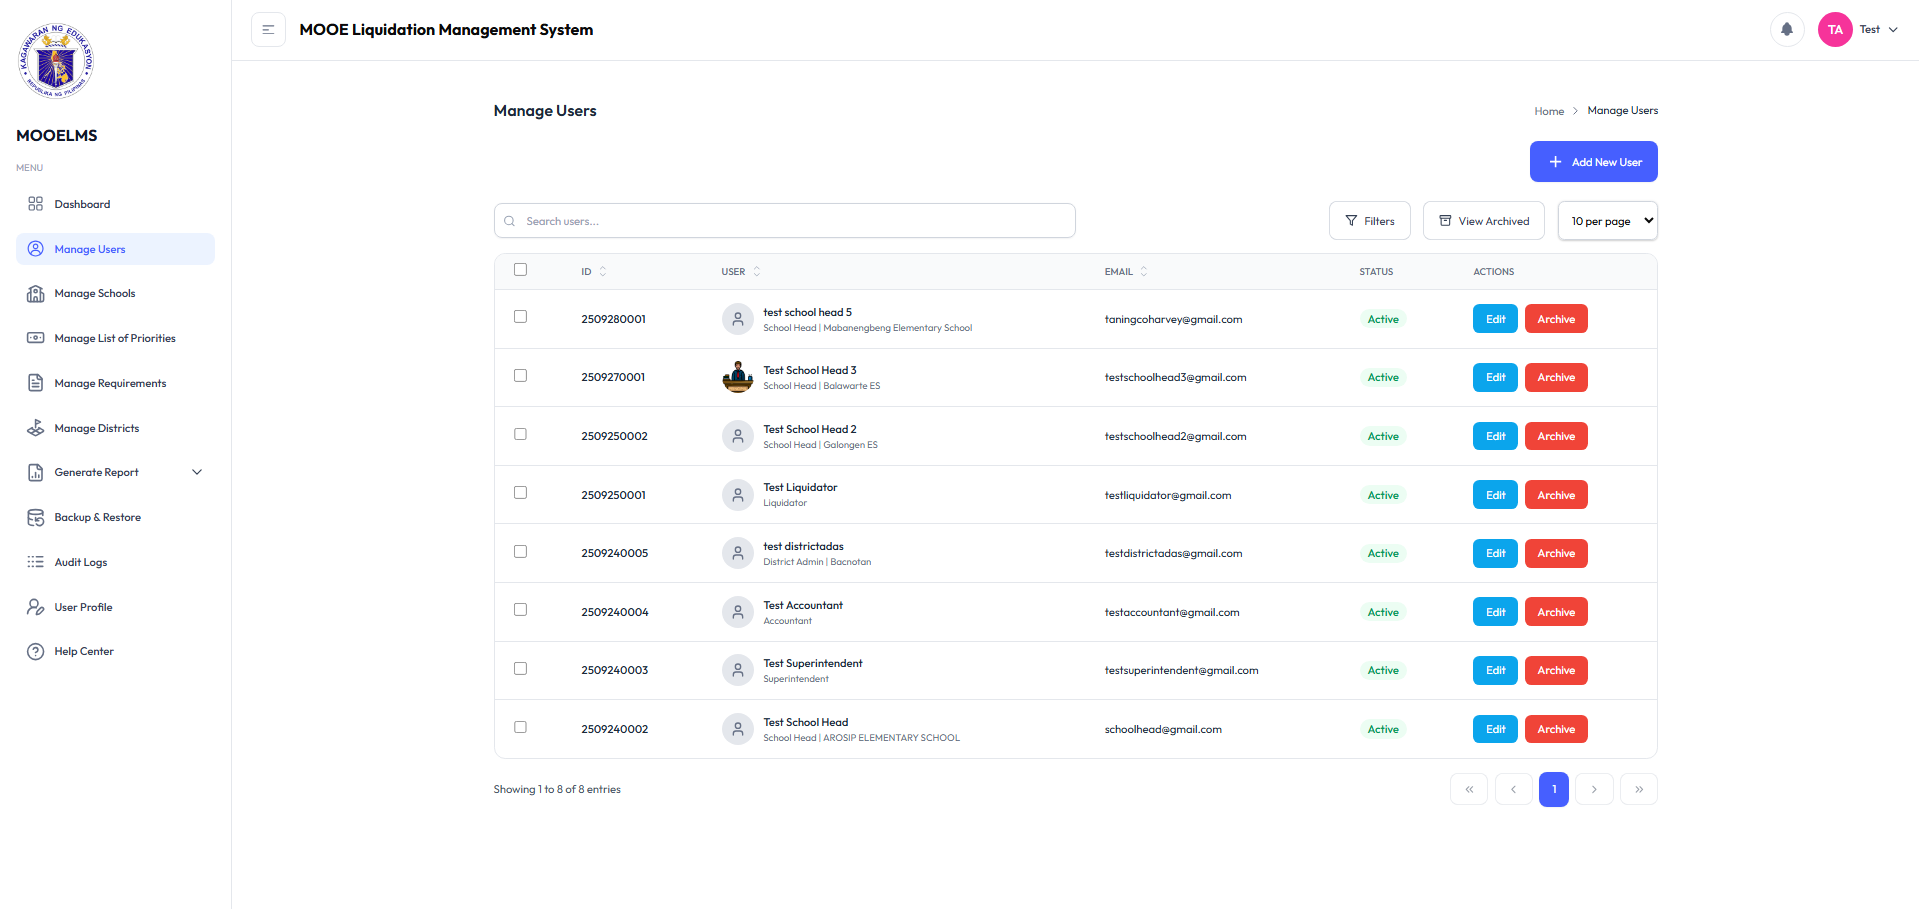 KAGAWARAN NG EDUKASYON
REPUBLIKA NG PILIPINAS
MOOELMS
MENU
Dashboard
Manage Users
Manage Schools
Manage List of Priorities
Manage Requirements
Manage Districts
Generate Report
Backup & Restore
Audit Logs
User Profile
Help Center
MOOE Liquidation Management System
TA Test
Manage Users
Home > Manage Users
+ Add New User
Search users...
Filters
View Archived
10 per page
ID USER EMAIL STATUS ACTIONS
2509280001 test school head 5 taningcoharvey@gmail.com Active Edit Archive
School Head | Mabanengbeng Elementary School
2509270001 Test School Head 3 testschoolhead3@gmail.com Active Edit Archive
School Head | Balawarte ES
2509250002 Test School Head 2 testschoolhead2@gmail.com Active Edit Archive
School Head | Galongen ES
2509250001 Test Liquidator testliquidator@gmail.com Active Edit Archive
Liquidator
2509240005 test districtadas testdistrictadas@gmail.com Active Edit Archive
District Admin | Bacnotan
2509240004 Test Accountant testaccountant@gmail.com Active Edit Archive
Accountant
2509240003 Test Superintendent testsuperintendent@gmail.com Active Edit Archive
Superintendent
2509240002 Test School Head schoolhead@gmail.com Active Edit Archive
School Head | AROSIP ELEMENTARY SCHOOL
Showing 1 to 8 of 8 entries
« ‹ 1 › »